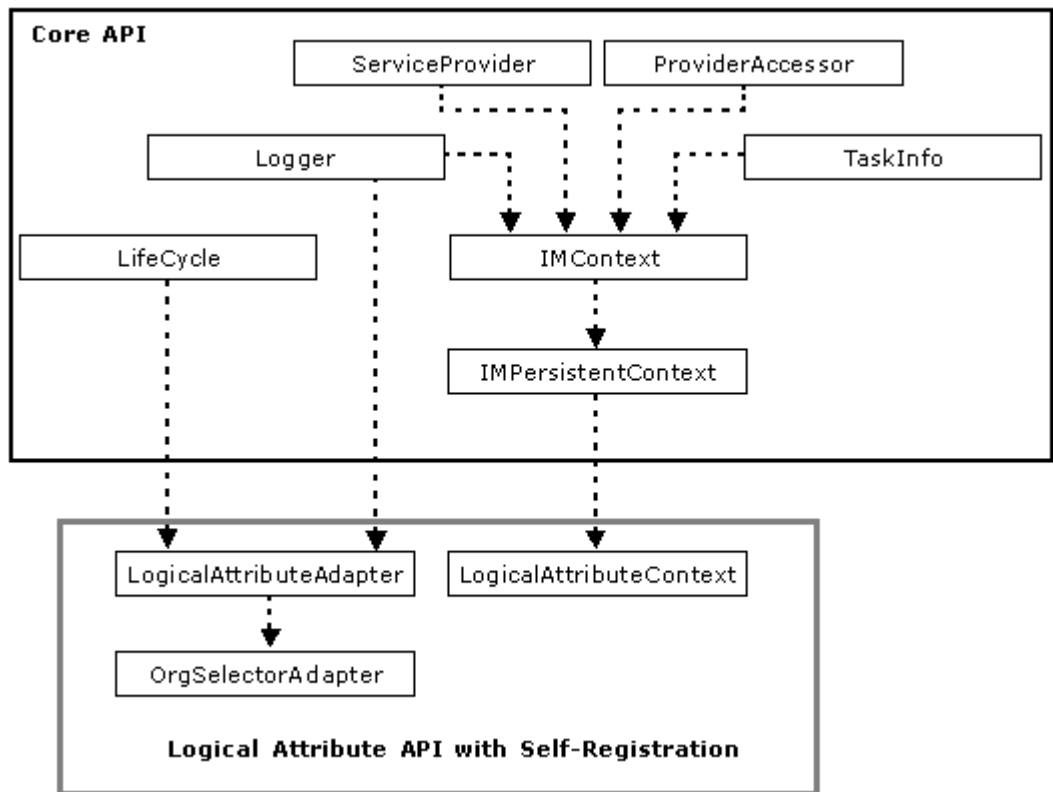 Core API
ServiceProvider
ProviderAccessor
Logger
TaskInfo
LifeCycle
IMContext
IMPersistentContext
LogicalAttributeAdapter
LogicalAttributeContext
OrgSelectorAdapter
Logical Attribute API with Self-Registration